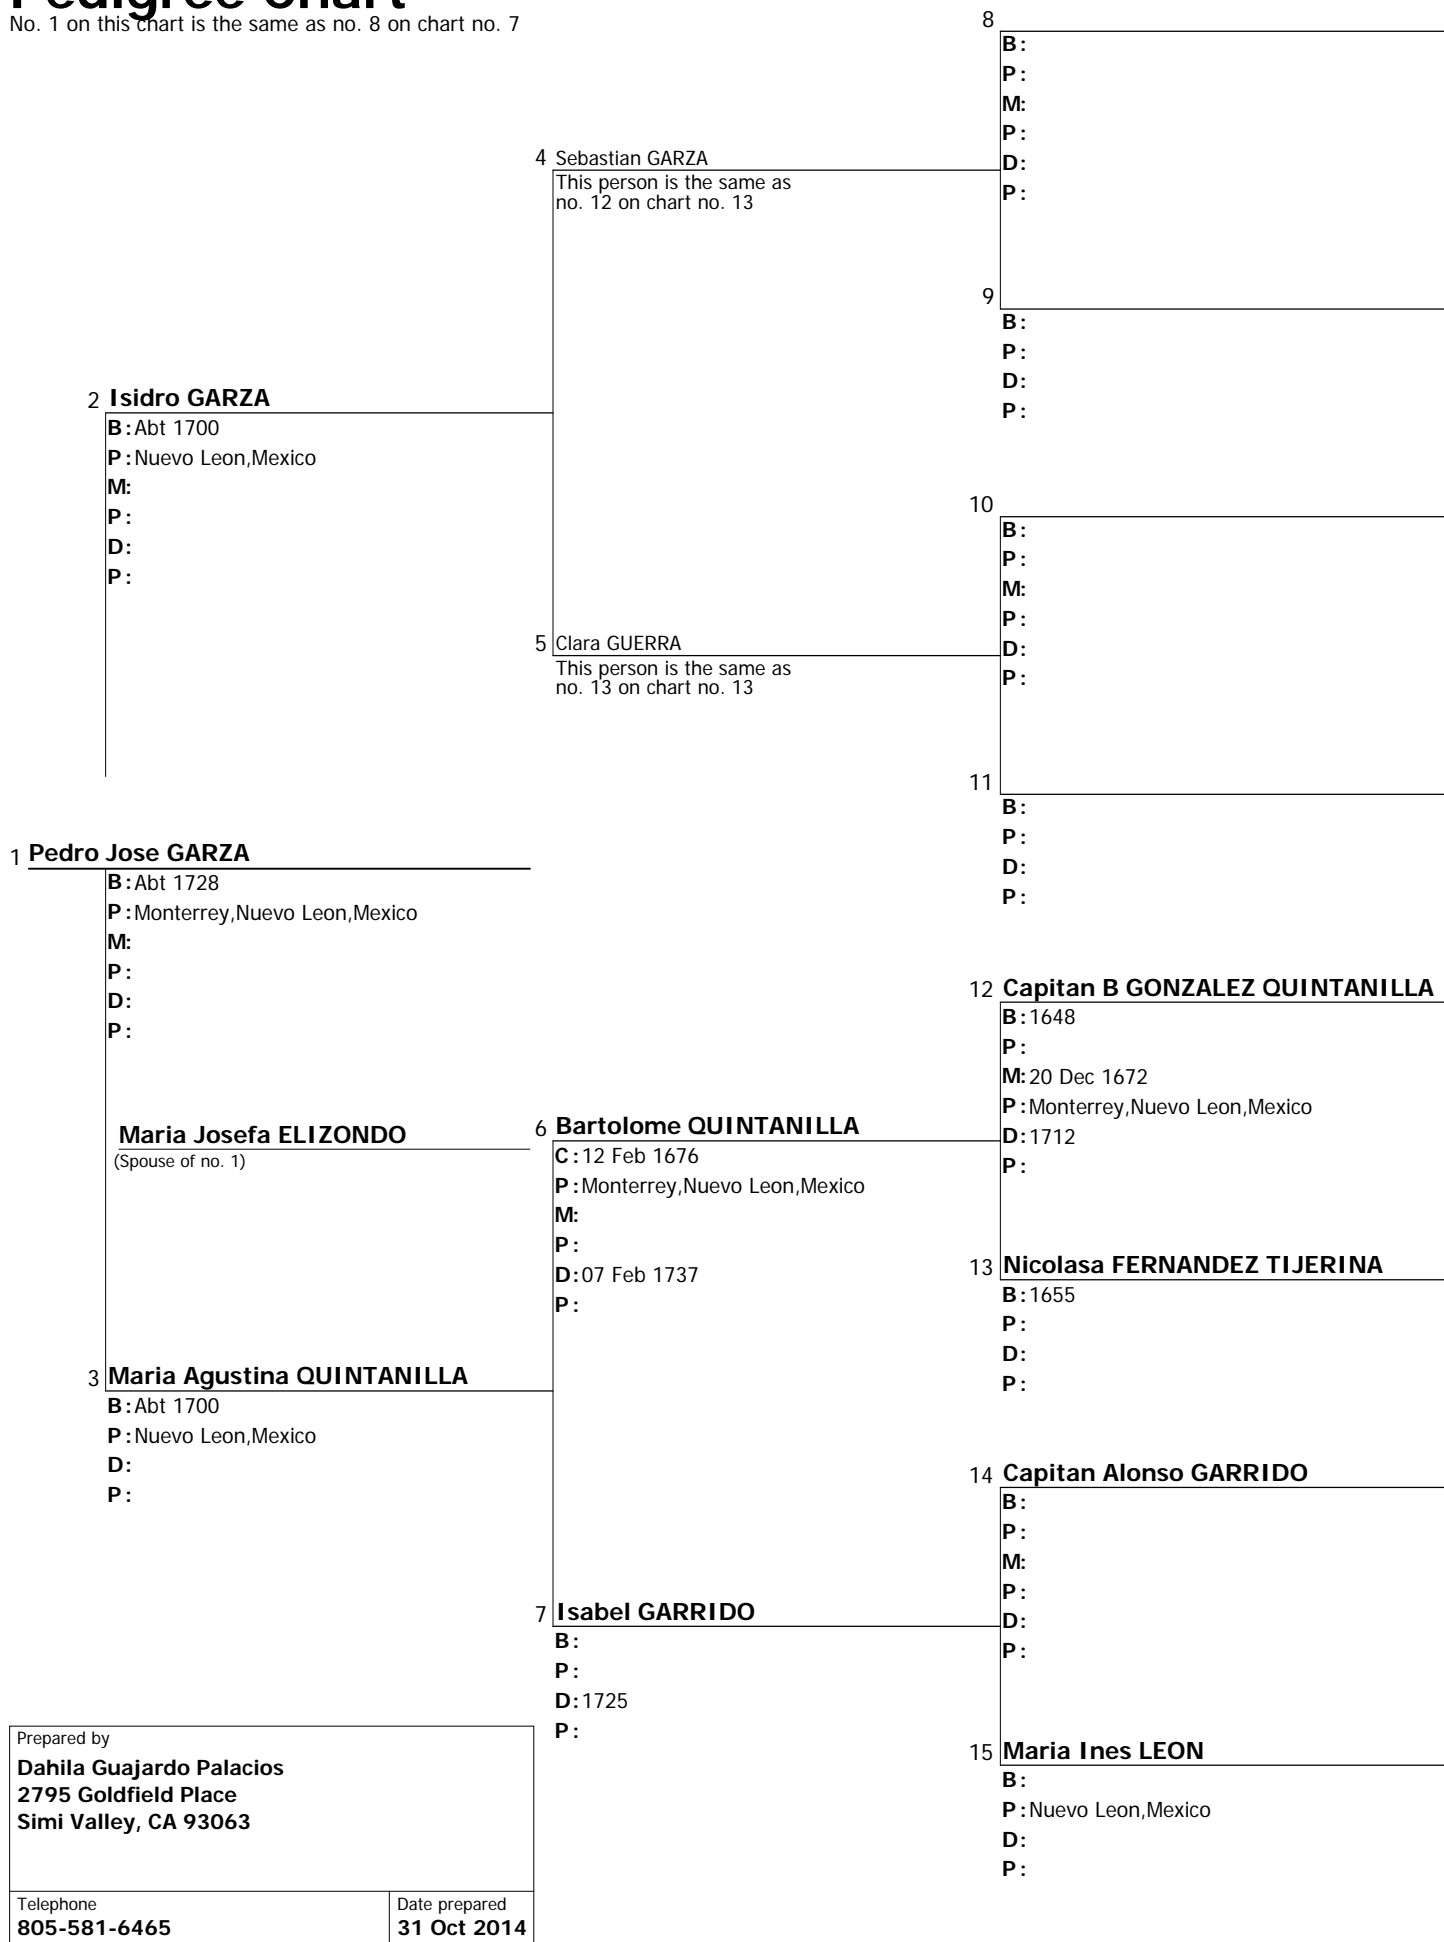 Pedigree Chart
No. 1 on this chart is the same as no. 8 on chart no. 7
8
B:
P:
M:
P:
D:
P:
4 Sebastian GARZA
This person is the same as
no. 12 on chart no. 13
9
B:
P:
D:
P:
2 Isidro GARZA
B: Abt 1700
P: Nuevo Leon,Mexico
M:
P:
D:
P:
10
B:
P:
M:
P:
D:
P:
5 Clara GUERRA
This person is the same as
no. 13 on chart no. 13
11
B:
P:
D:
P:
1 Pedro Jose GARZA
B: Abt 1728
P: Monterrey,Nuevo Leon,Mexico
M:
P:
D:
P:
12 Capitan B GONZALEZ QUINTANILLA
B: 1648
P:
M: 20 Dec 1672
P: Monterrey,Nuevo Leon,Mexico
D: 1712
P:
Maria Josefa ELIZONDO
(Spouse of no. 1)
6 Bartolome QUINTANILLA
C: 12 Feb 1676
P: Monterrey,Nuevo Leon,Mexico
M:
P:
D: 07 Feb 1737
P:
13 Nicolasa FERNANDEZ TIJERINA
B: 1655
P:
D:
P:
3 Maria Agustina QUINTANILLA
B: Abt 1700
P: Nuevo Leon,Mexico
D:
P:
14 Capitan Alonso GARRIDO
B:
P:
M:
P:
D:
P:
7 Isabel GARRIDO
B:
P:
D: 1725
P:
15 Maria Ines LEON
B:
P: Nuevo Leon,Mexico
D:
P:
Prepared by
Dahila Guajardo Palacios
2795 Goldfield Place
Simi Valley, CA 93063
Telephone
805-581-6465
Date prepared
31 Oct 2014